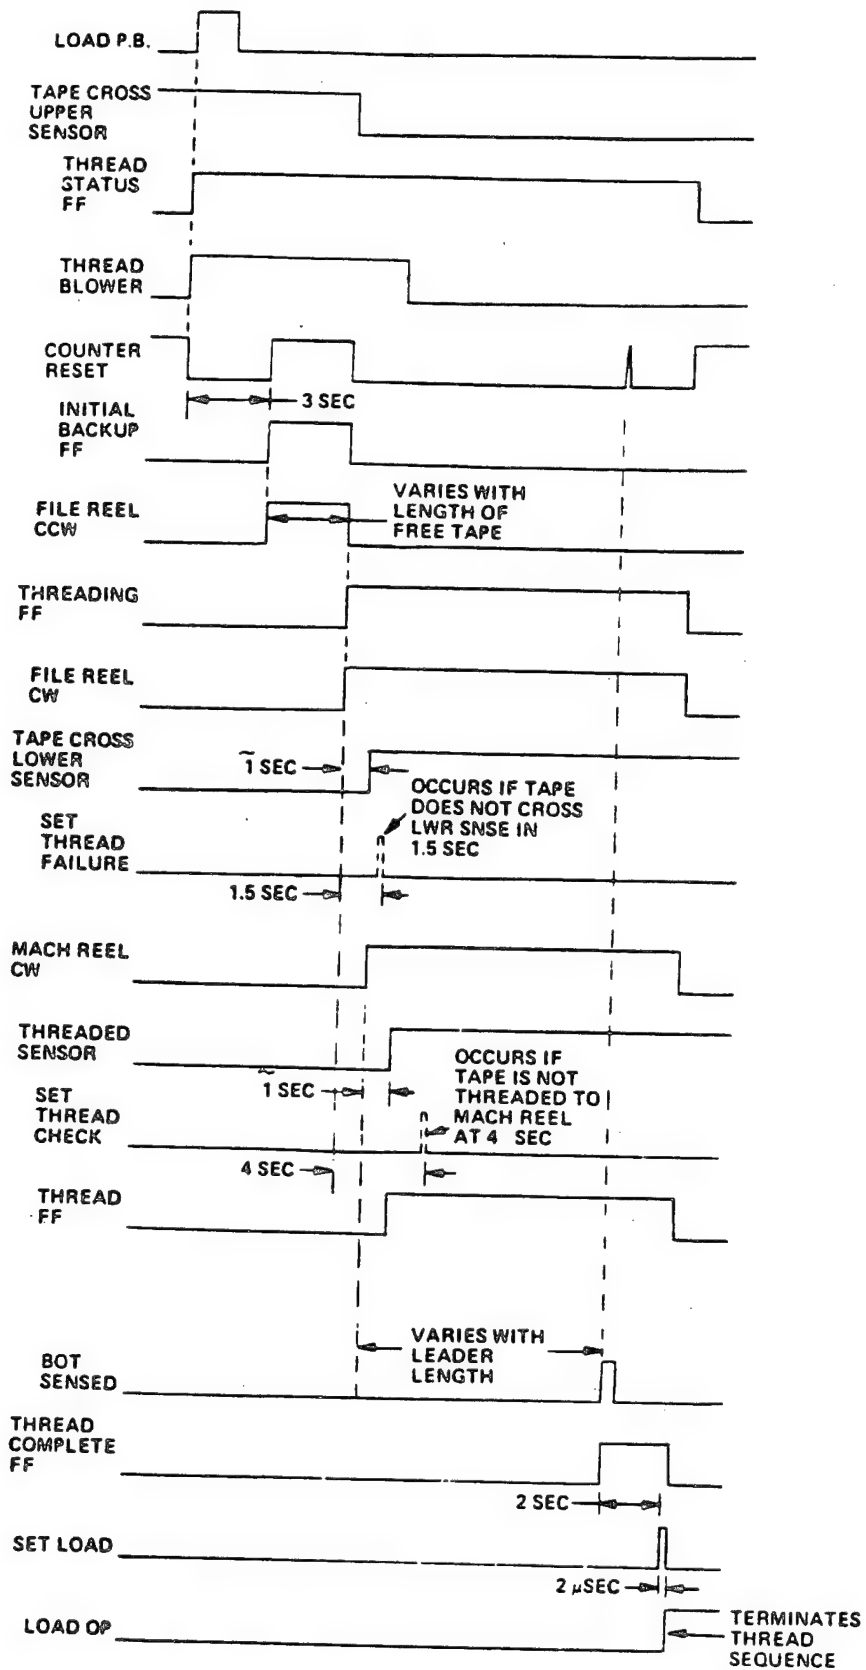 LOAD P.B.
TAPE CROSS
UPPER
SENSOR
THREAD
STATUS
FF
THREAD
BLOWER
COUNTER
RESET
3 SEC
INITIAL
BACKUP
FF
FILE REEL
CCW
VARIES WITH
LENGTH OF
FREE TAPE
THREADING
FF
FILE REEL
CW
TAPE CROSS
LOWER
SENSOR
~1 SEC
OCCURS IF TAPE
DOES NOT CROSS
LWR SNSE IN
1.5 SEC
SET
THREAD
FAILURE
1.5 SEC
MACH REEL
CW
THREADED
SENSOR
~1 SEC
OCCURS IF
TAPE IS NOT
THREADED TO
MACH REEL
AT 4 SEC
SET
THREAD
CHECK
4 SEC
THREAD
FF
VARIES WITH
LEADER
LENGTH
BOT
SENSED
THREAD
COMPLETE
FF
2 SEC
SET LOAD
2 μSEC
LOAD OP
TERMINATES
THREAD
SEQUENCE